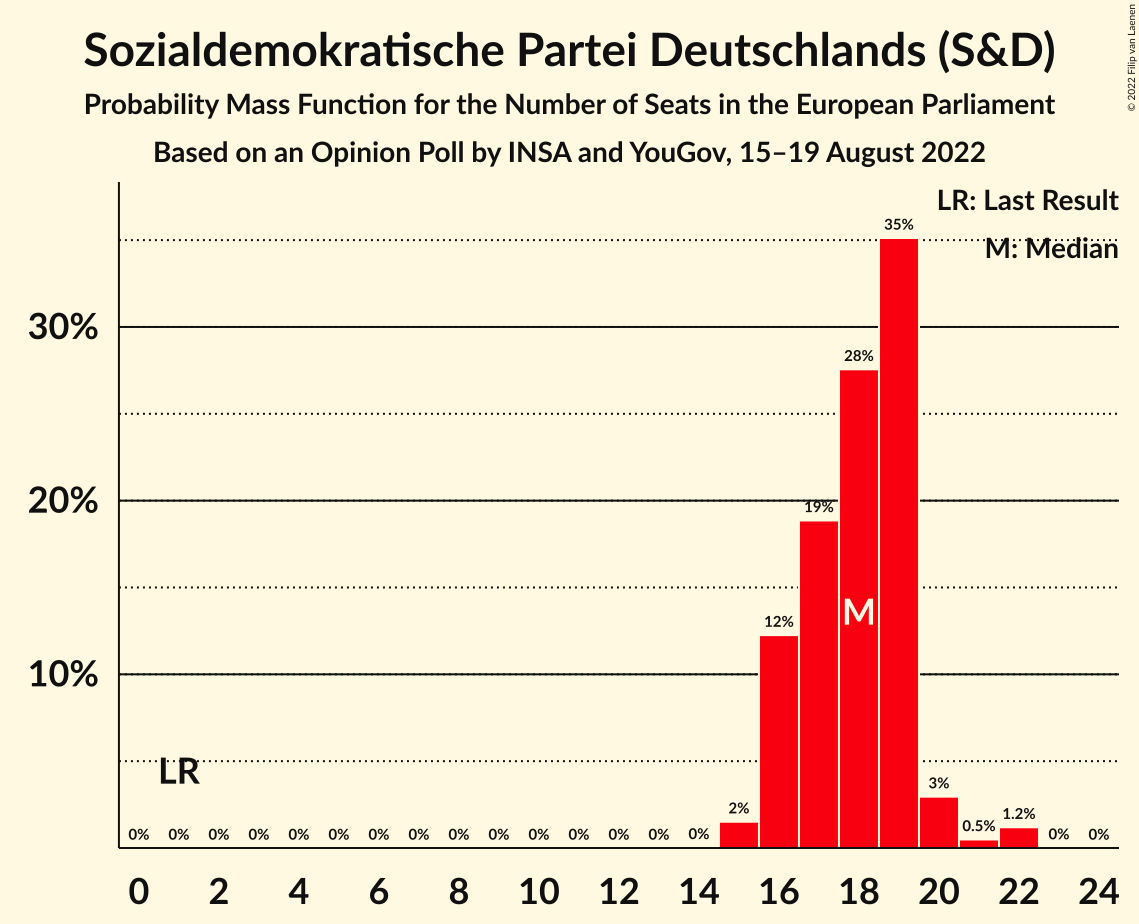 Sozialdemokratische Partei Deutschlands (S&D)
Probability Mass Function for the Number of Seats in the European Parliament
Based on an Opinion Poll by INSA and YouGov, 15–19 August 2022
© 2022 Filip van Laenen
LR: Last Result
M: Median
35%
30%
28%
20%
19%
12%
M
10%
LR
3%
2%
1.2%
0.5%
0% 0% 0% 0% 0% 0% 0% 0% 0% 0% 0% 0% 0% 0% 0% 0% 0%
0 2 4 6 8 10 12 14 16 18 20 22 24